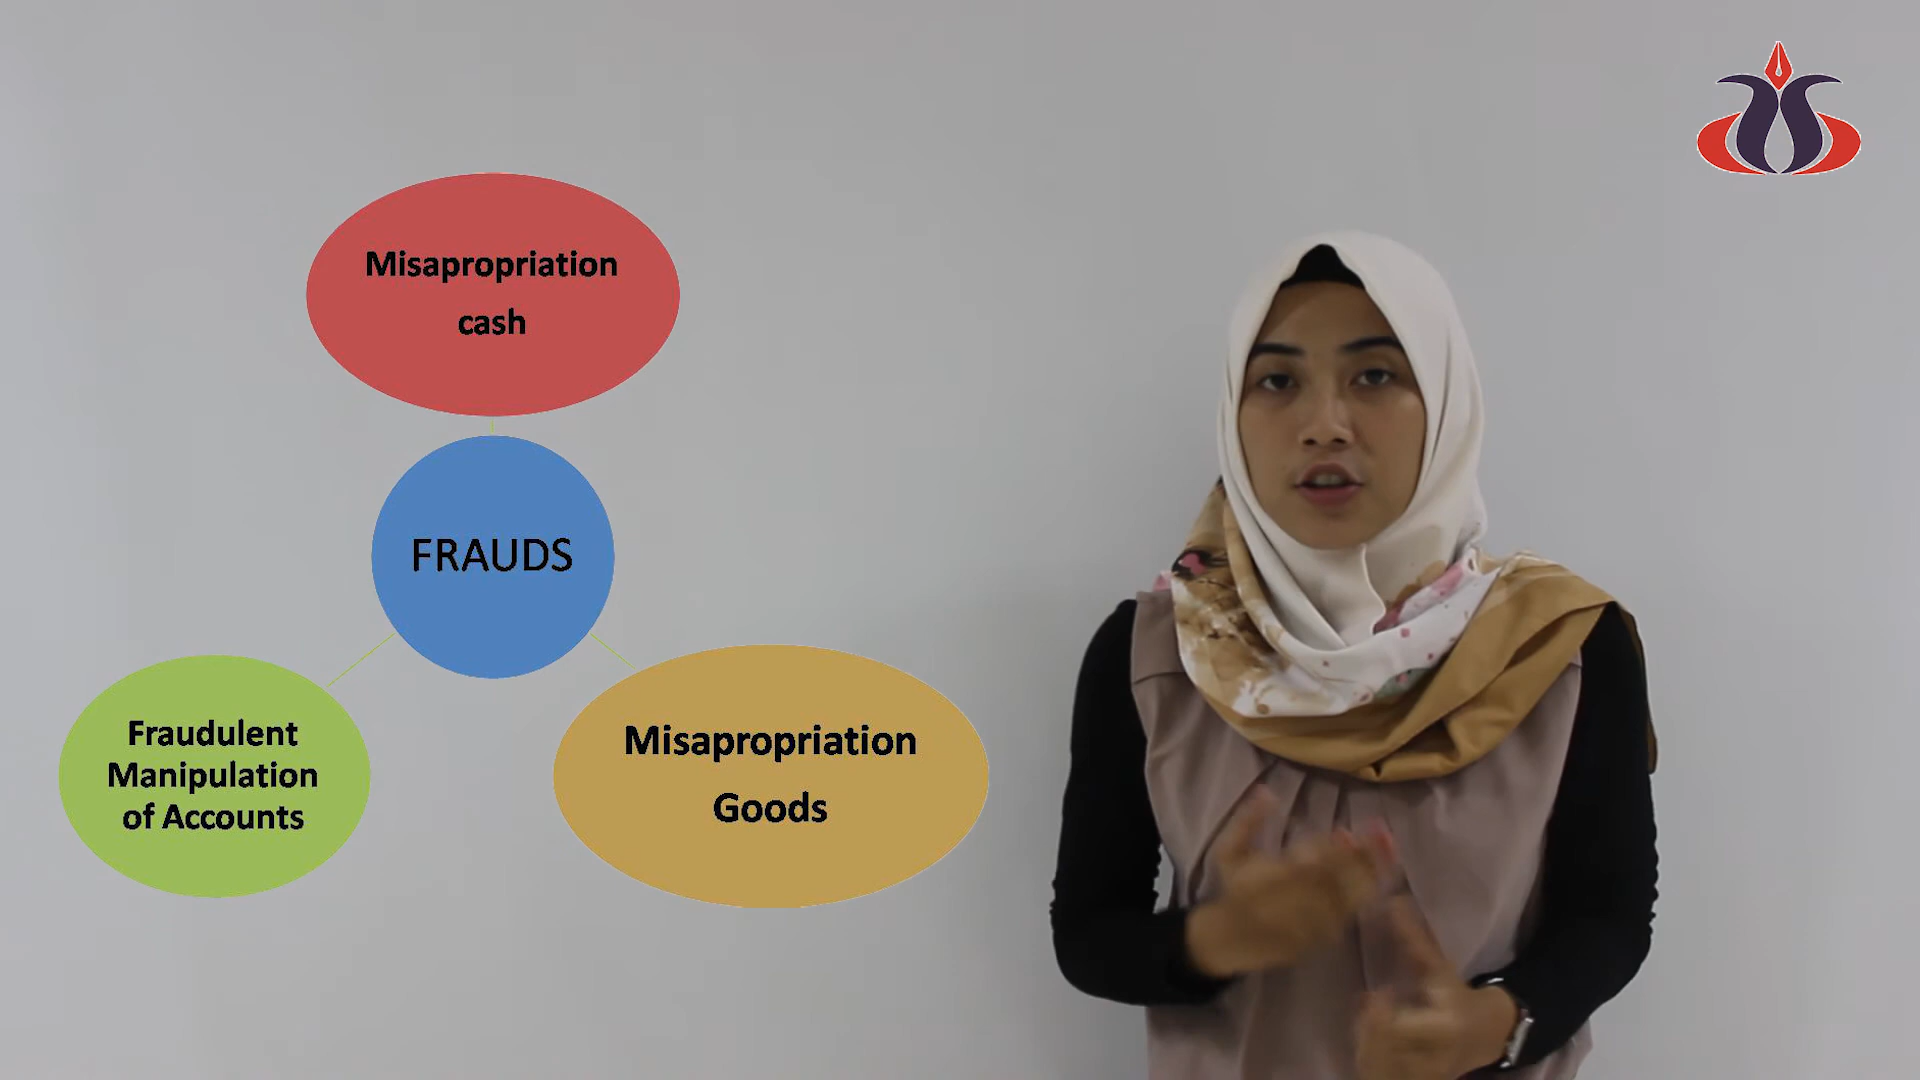 Misapropriation
cash
FRAUDS
Fraudulent
Manipulation
of Accounts
Misapropriation
Goods